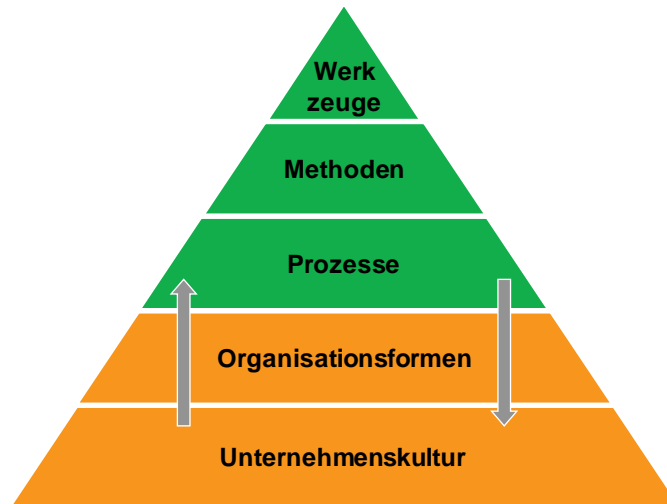 Werk
zeuge
Methoden
Prozesse
Organisationsformen
Unternehmenskultur